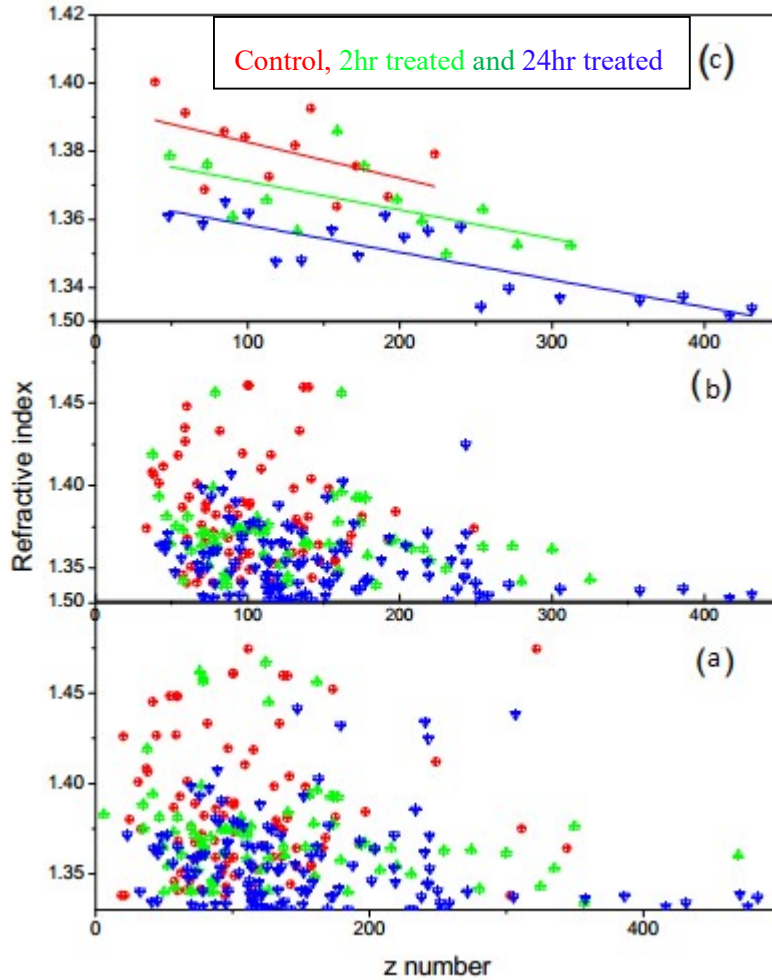 1.42
Control, 2hr treated and 24hr treated
(c)
1.40
1.38
1.36
1.34
1.50
0 100 200 300 400
(b)
1.45
1.40
1.35
1.50
0 100 200 300 400
(a)
1.45
1.40
1.35
0 200 400
Refractive index
z number